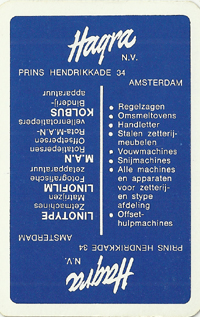 Hagra
N.V.
PRINS HENDRIKKADE 34
AMSTERDAM
• Regelzagen
• Omsmeltovens
• Handletter
• Stalen zetterij-
meubelen
• Vouwmachines
• Snijmachines
• Alle machines
en apparaten
voor zetterij-
en stype
afdeling
• Offset-
hulpmachines
LINOTYPE
Zetmachines
Matrijzen
LINOFILM
Fotografische
zetapparatuur
M.A.N
Rotatiepersen
Offsetpersen
Rota-M.A.N-
vellenrotatiepers
KOLBUS
Binderij-
apparatuur
Hagra
N.V.
PRINS HENDRIKKADE 34
AMSTERDAM